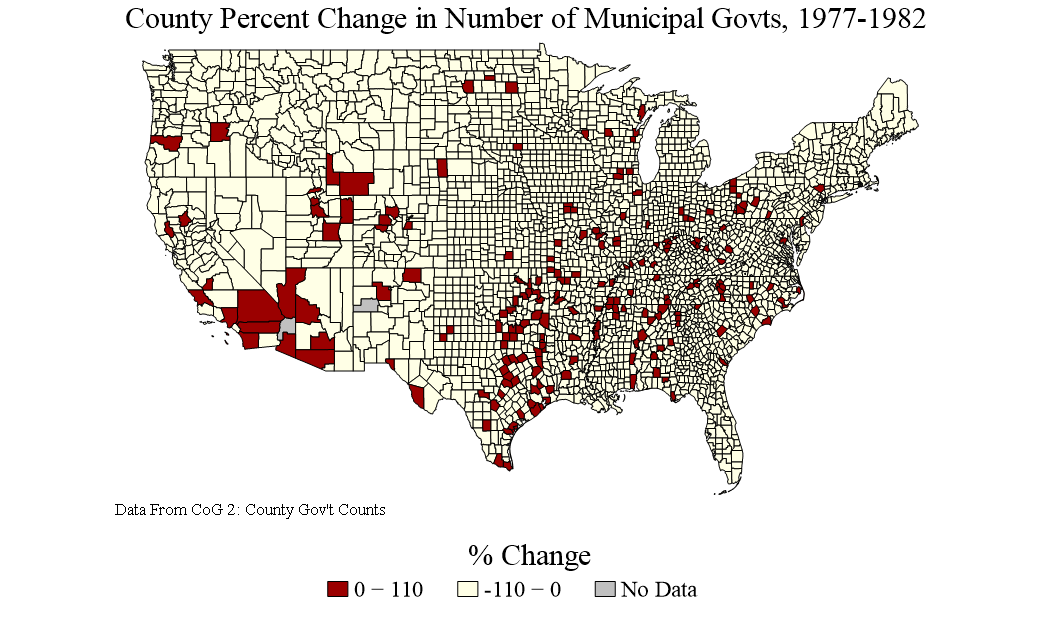 County Percent Change in Number of Municipal Govts, 1977-1982
Data From CoG 2: County Gov't Counts
% Change
0 − 110 -110 − 0 No Data